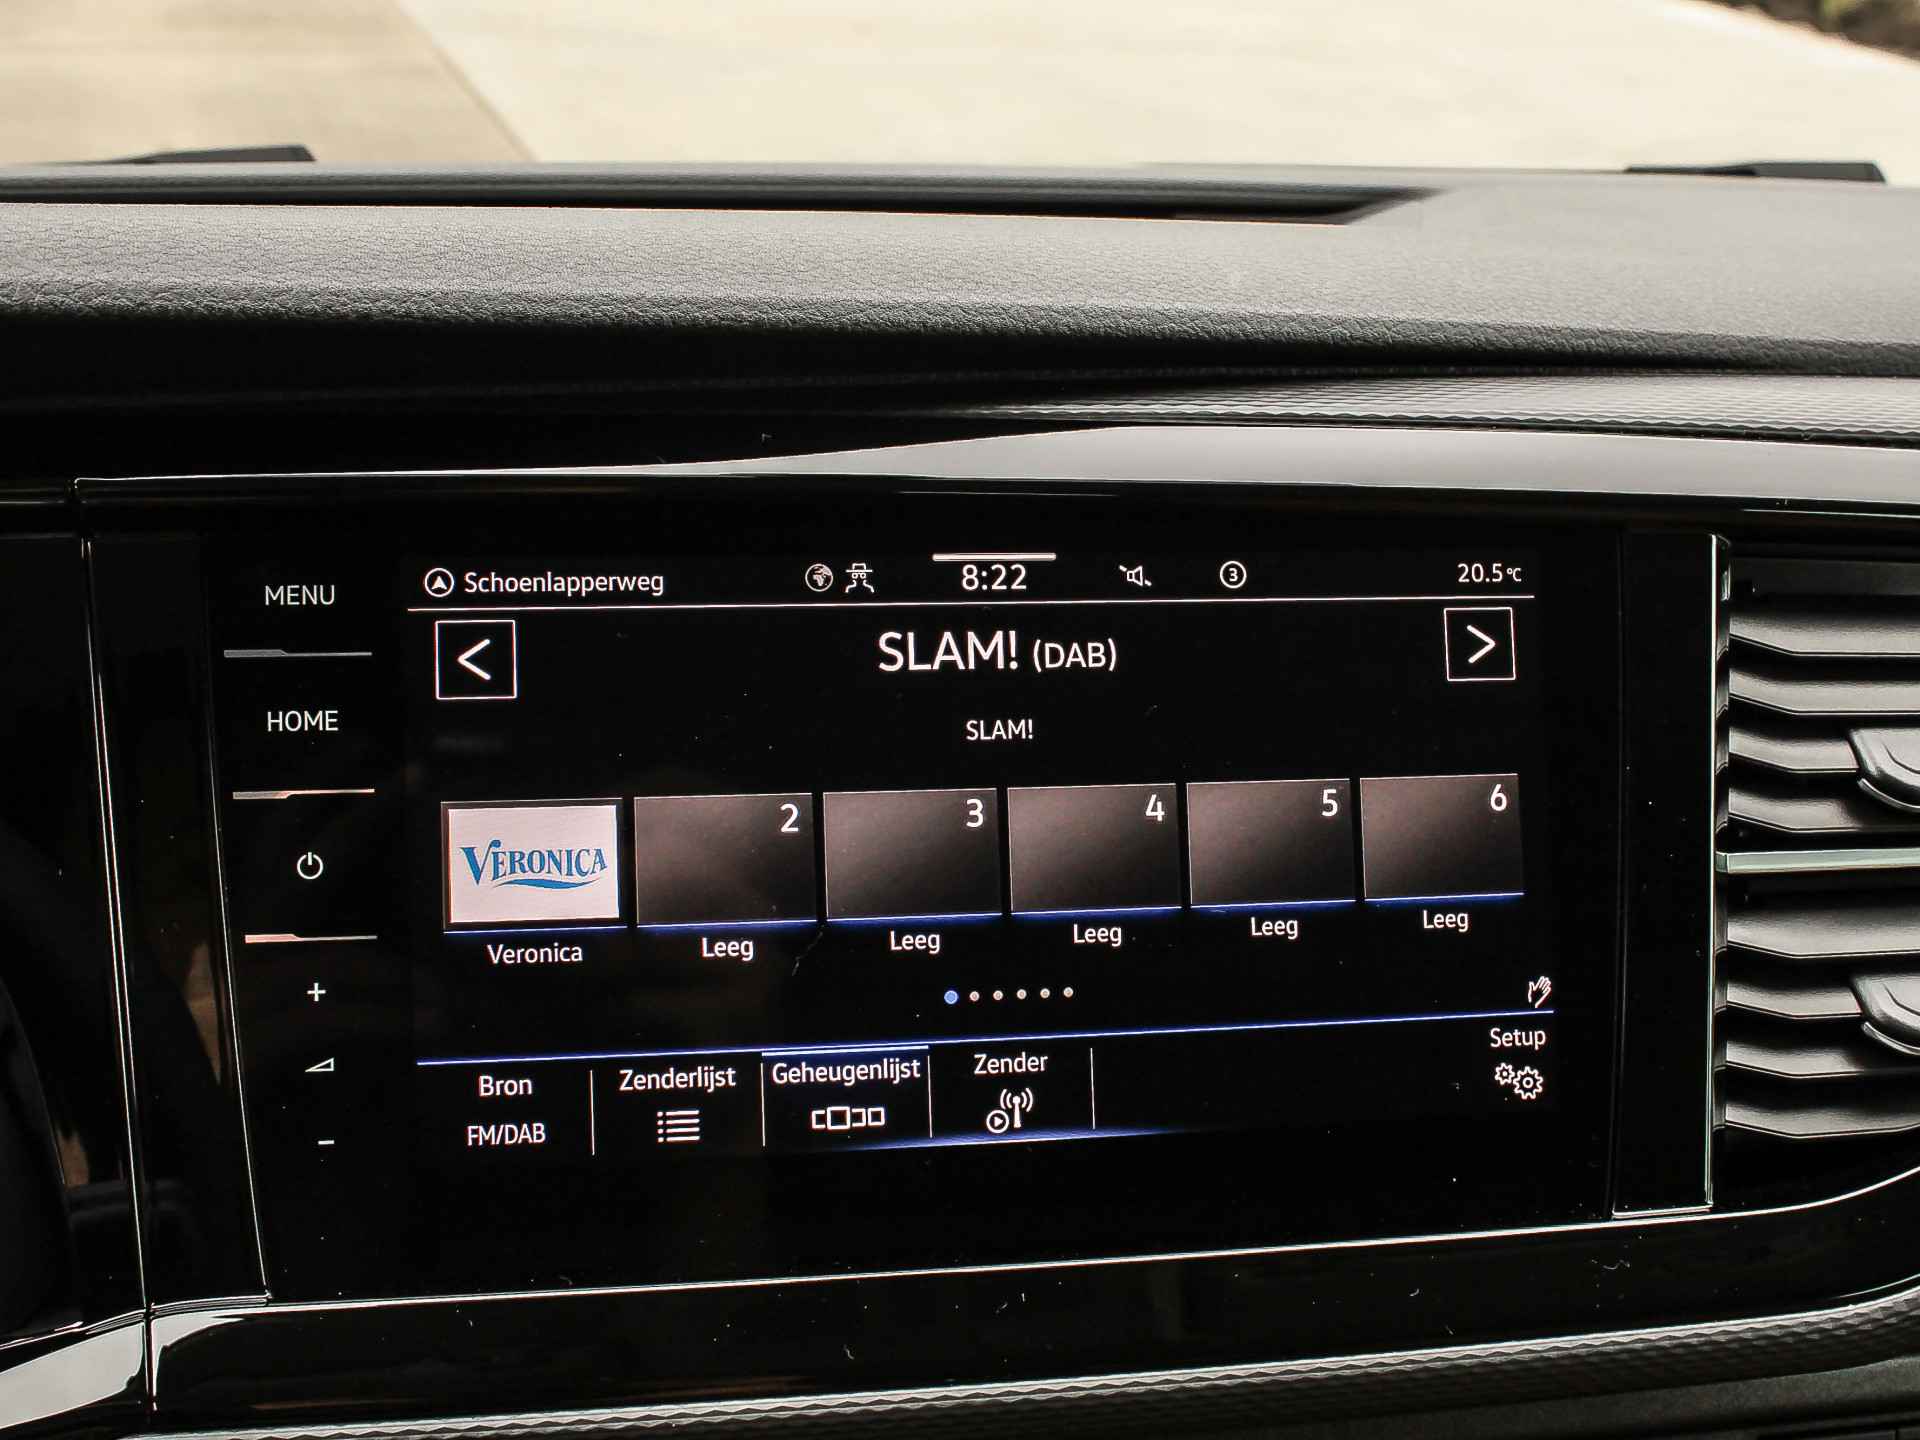 MENU
HOME
Schoenlapperweg
8:22
3
20.5°C
<
SLAM! (DAB)
>
SLAM!
VERONICA
2
3
4
5
6
Veronica
Leeg
Leeg
Leeg
Leeg
Leeg
+
-
Bron
FM/DAB
Zenderlijst
Geheugenlijst
Zender
Setup